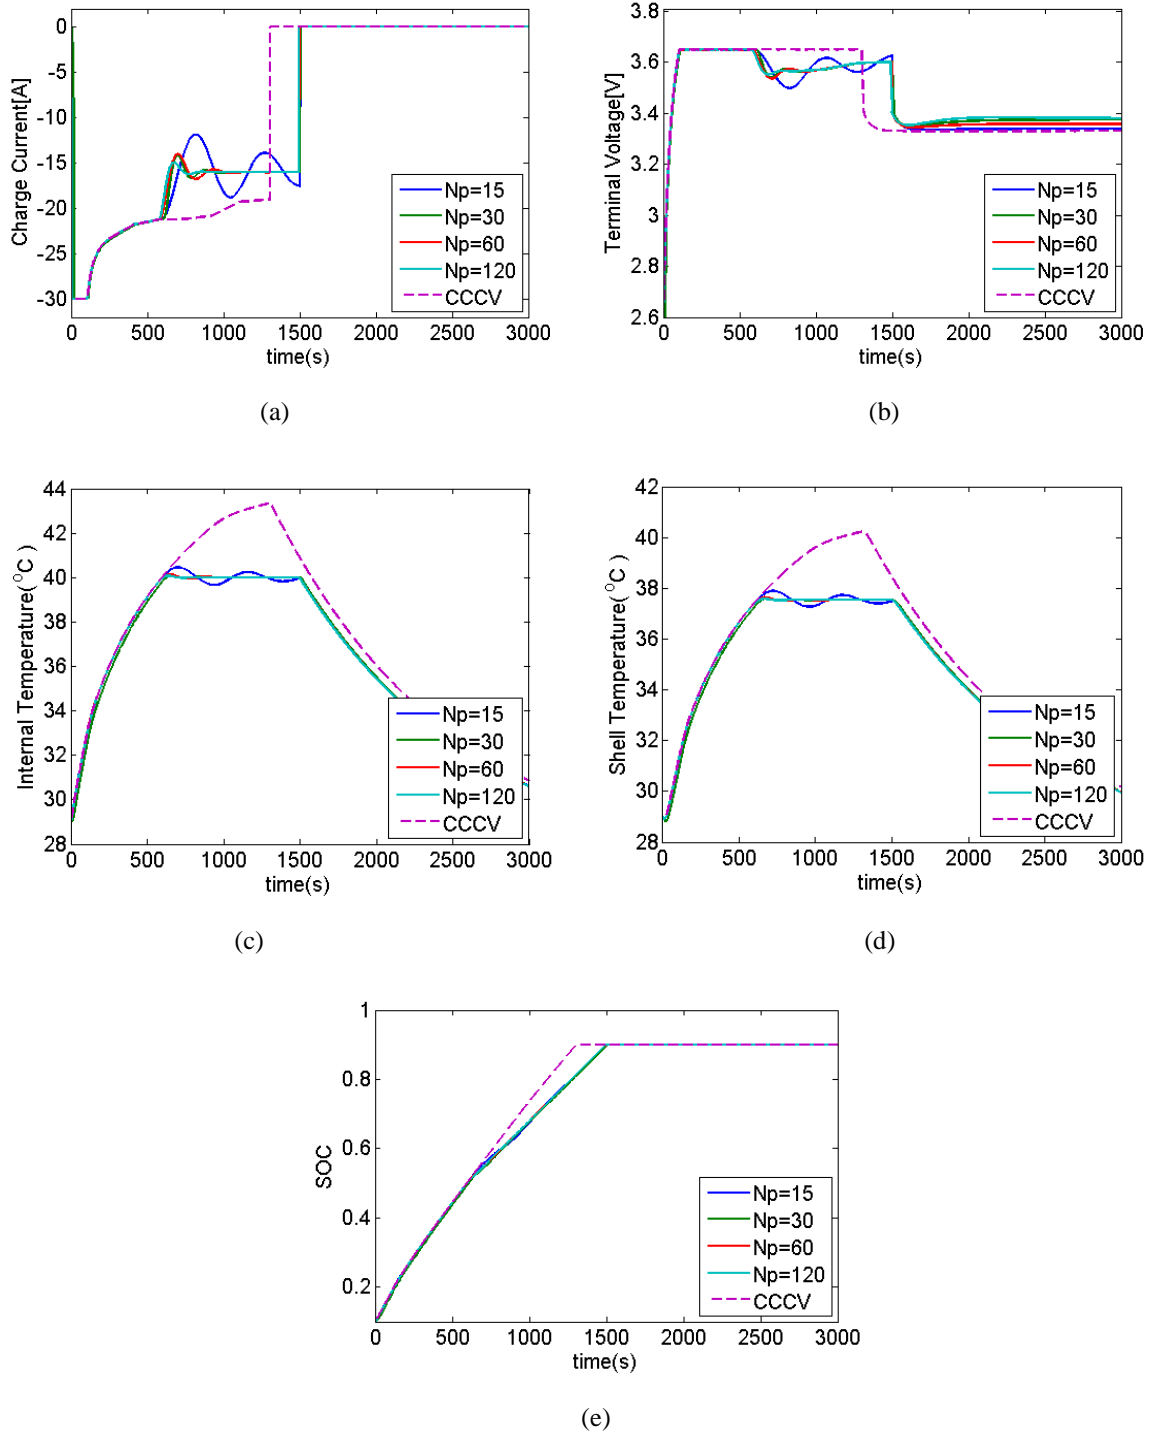 0
-5
-10
-15
-20
-25
-30
Charge Current[A]
Np=15
Np=30
Np=60
Np=120
CCCV
0 500 1000 1500 2000 2500 3000
time(s)
(a)
3.8
3.6
3.4
3.2
3
2.8
2.6
Terminal Voltage[V]
Np=15
Np=30
Np=60
Np=120
CCCV
0 500 1000 1500 2000 2500 3000
time(s)
(b)
44
42
40
38
36
34
32
30
28
Internal Temperature( °C )
Np=15
Np=30
Np=60
Np=120
CCCV
0 500 1000 1500 2000 2500 3000
time(s)
(c)
42
40
38
36
34
32
30
28
Shell Temperature( °C )
Np=15
Np=30
Np=60
Np=120
CCCV
0 500 1000 1500 2000 2500 3000
time(s)
(d)
1
0.8
0.6
0.4
0.2
SOC
Np=15
Np=30
Np=60
Np=120
CCCV
0 500 1000 1500 2000 2500 3000
time(s)
(e)